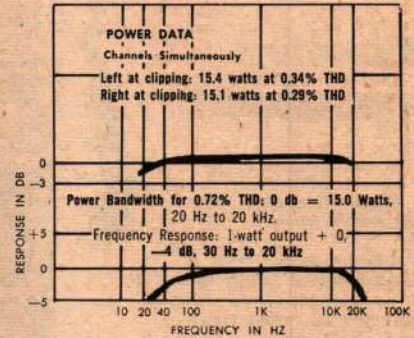 POWER DATA
Channels Simultaneously
Left at clipping: 15.4 watts at 0.34% THD
Right at clipping: 15.1 watts at 0.29% THD
0
−3
Power Bandwidth for 0.72% THD: 0 db = 15.0 Watts,
20 Hz to 20 kHz.
Frequency Response: 1-watt output + 0,
−4 dB, 30 Hz to 20 kHz
+5
0
−5
RESPONSE IN DB
10 20 40 100 1K 10K 20K 100K
FREQUENCY IN HZ